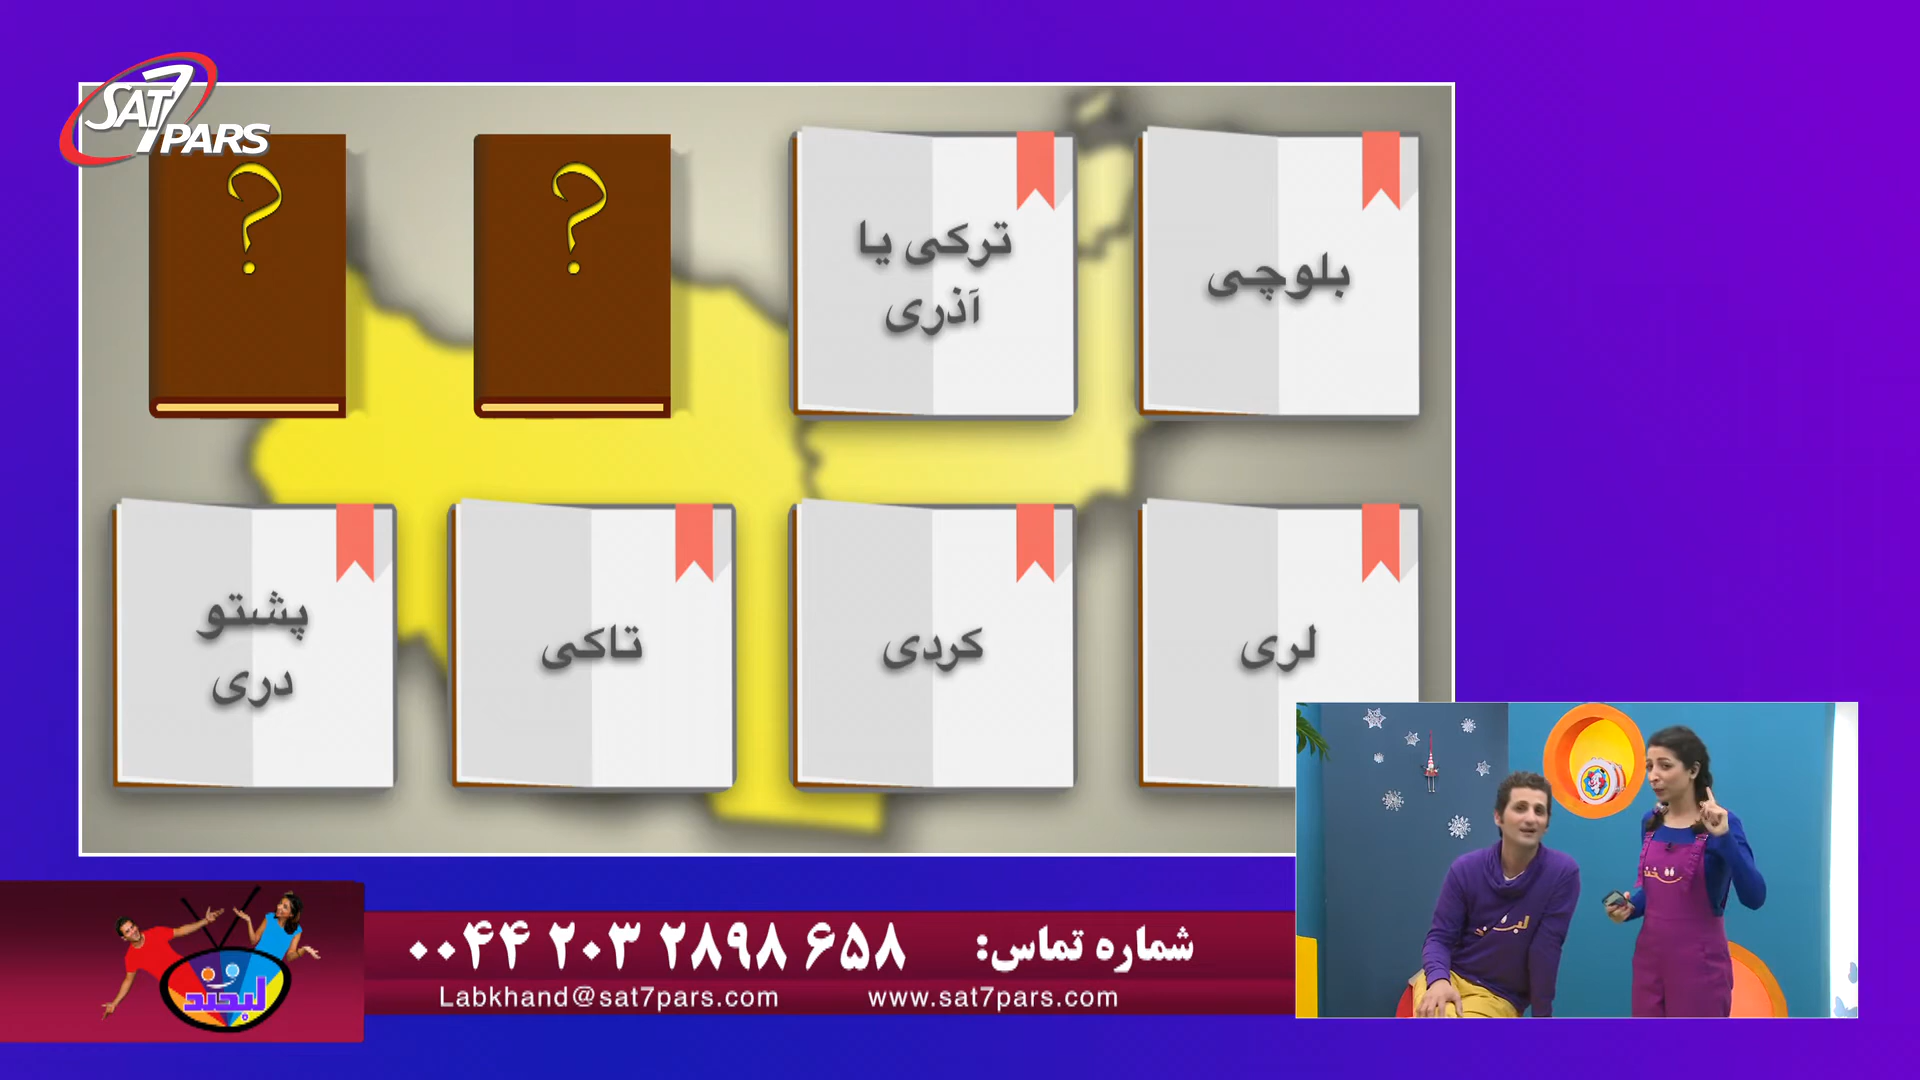 SAT7
PARS
?
?
ترکی یا
آذری
بلوچی
پشتو
دری
تاکی
کردی
لری
لبخند
لبخند
شماره تماس: ۰۰۴۴ ۲۰۳ ۲۸۹۸ ۶۵۸
Labkhand@sat7pars.com www.sat7pars.com